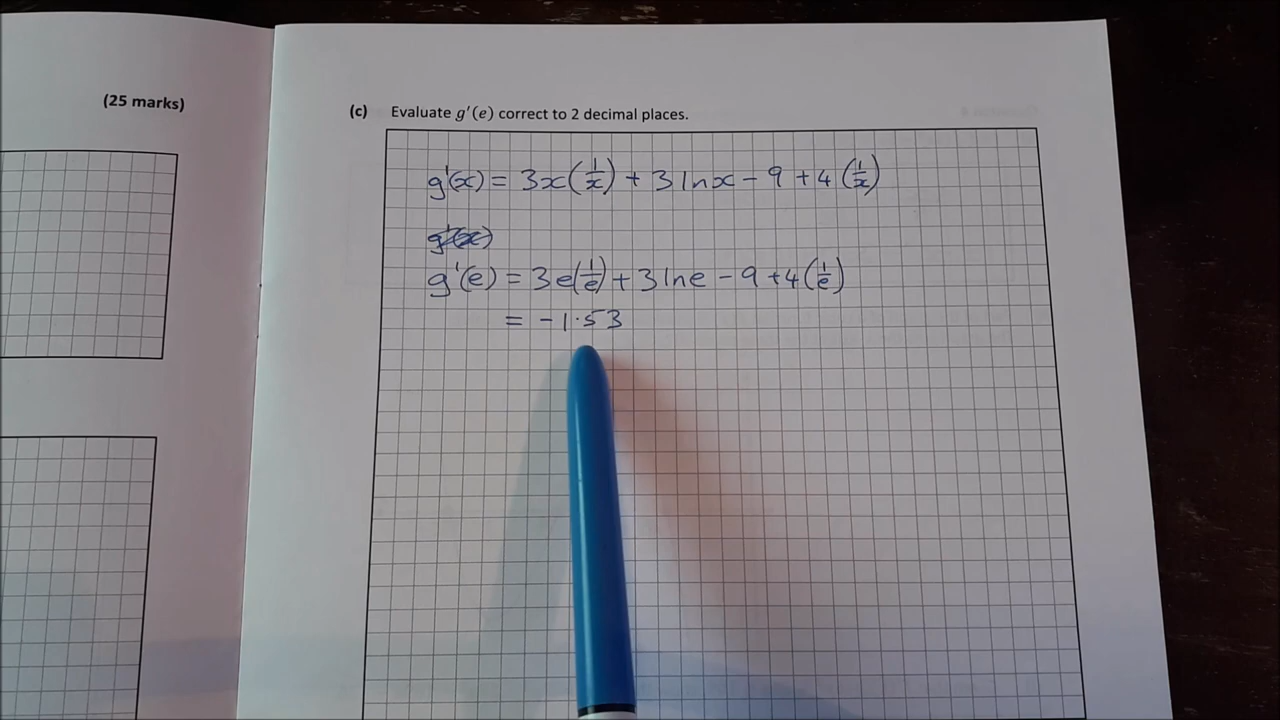 (25 marks)
(c) Evaluate g'(e) correct to 2 decimal places.
g'(x) = 3x(1/x) + 3 ln x - 9 + 4(1/x)
g'(x)
g'(e) = 3e(1/e) + 3 ln e - 9 + 4(1/e)
= -1.53